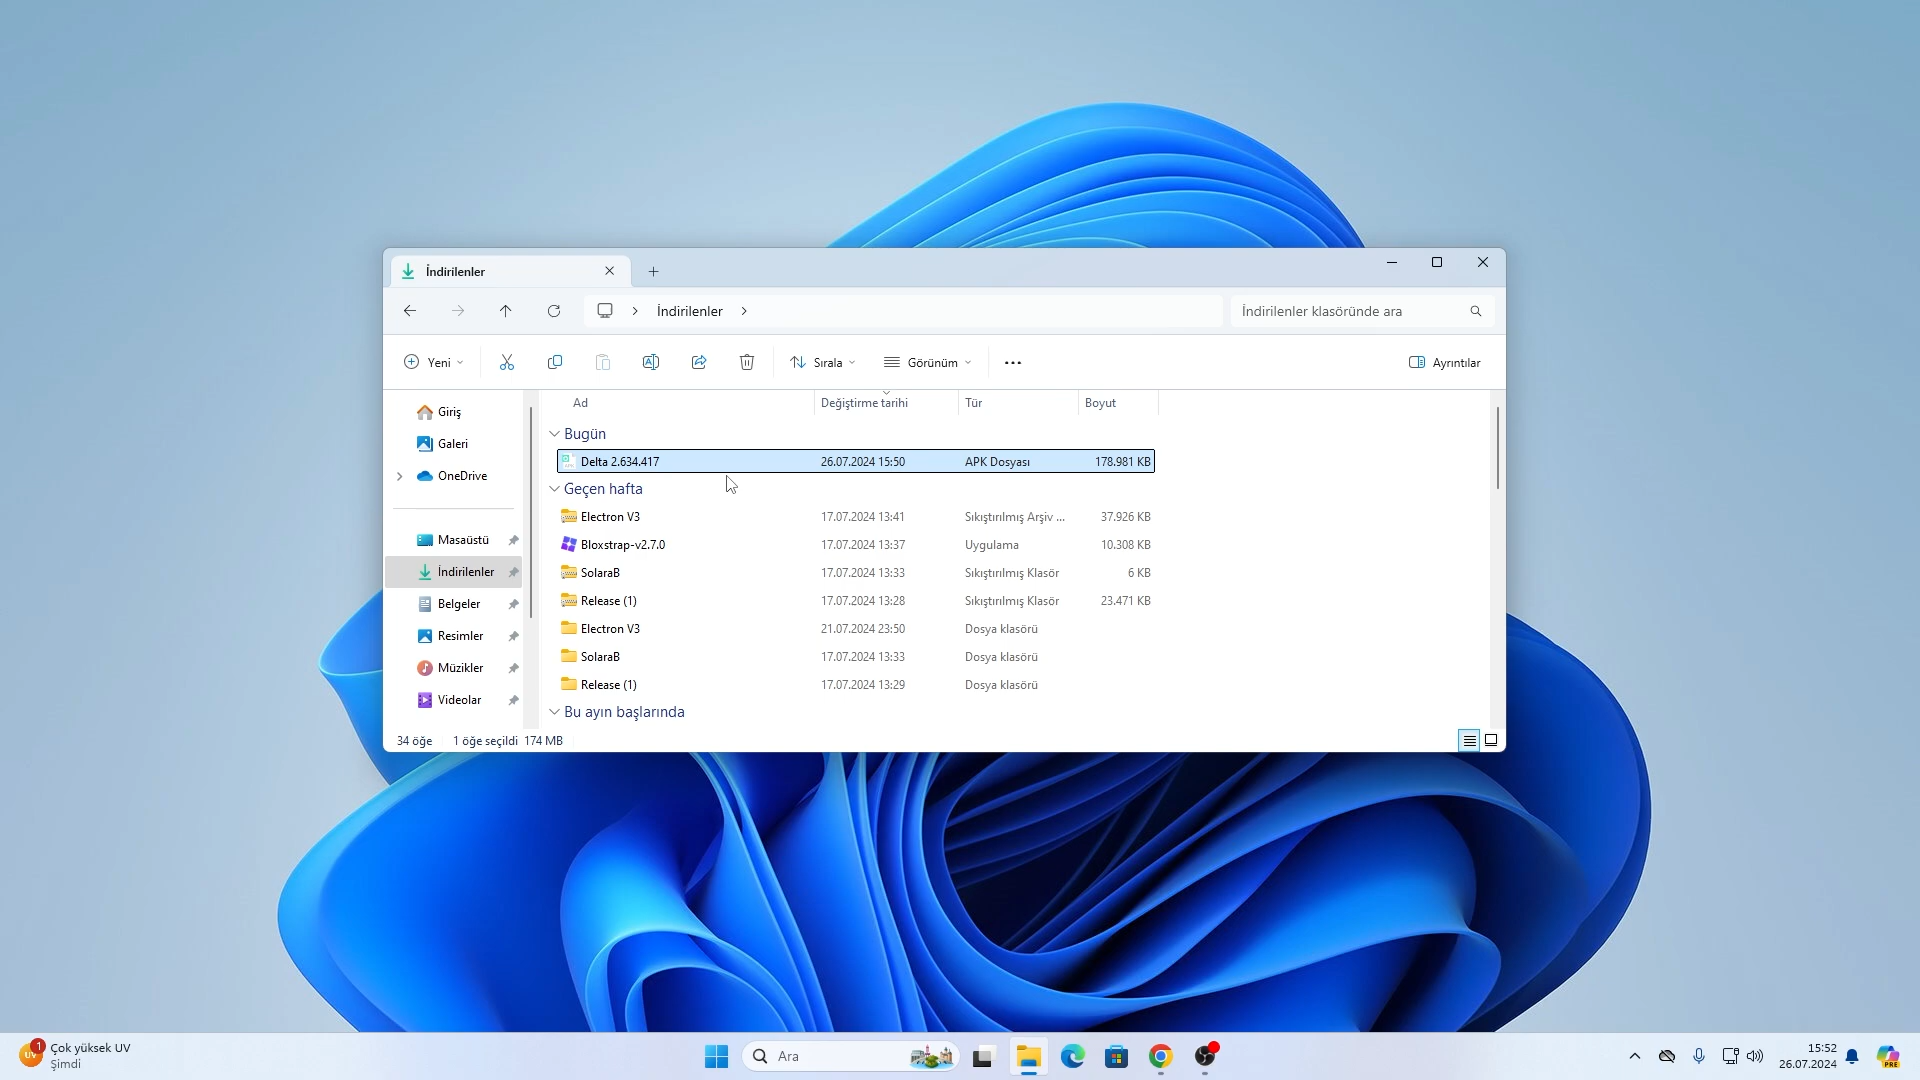 İndirilenler
İndirilenler
İndirilenler klasöründe ara
Yeni
Sırala
Görünüm
Ayrıntılar
Giriş
Galeri
OneDrive
Masaüstü
İndirilenler
Belgeler
Resimler
Müzikler
Videolar
Ad Değiştirme tarihi Tür Boyut
Bugün
Delta 2.634.417 26.07.2024 15:50 APK Dosyası 178.981 KB
Geçen hafta
Electron V3 17.07.2024 13:41 Sıkıştırılmış Arşiv ... 37.926 KB
Bloxstrap-v2.7.0 17.07.2024 13:37 Uygulama 10.308 KB
SolaraB 17.07.2024 13:33 Sıkıştırılmış Klasör 6 KB
Release (1) 17.07.2024 13:28 Sıkıştırılmış Klasör 23.471 KB
Electron V3 21.07.2024 23:50 Dosya klasörü
SolaraB 17.07.2024 13:33 Dosya klasörü
Release (1) 17.07.2024 13:29 Dosya klasörü
Bu ayın başlarında
34 öğe 1 öğe seçildi 174 MB
UV
1
Çok yüksek UV
Şimdi
Ara
15:52
26.07.2024
PRE